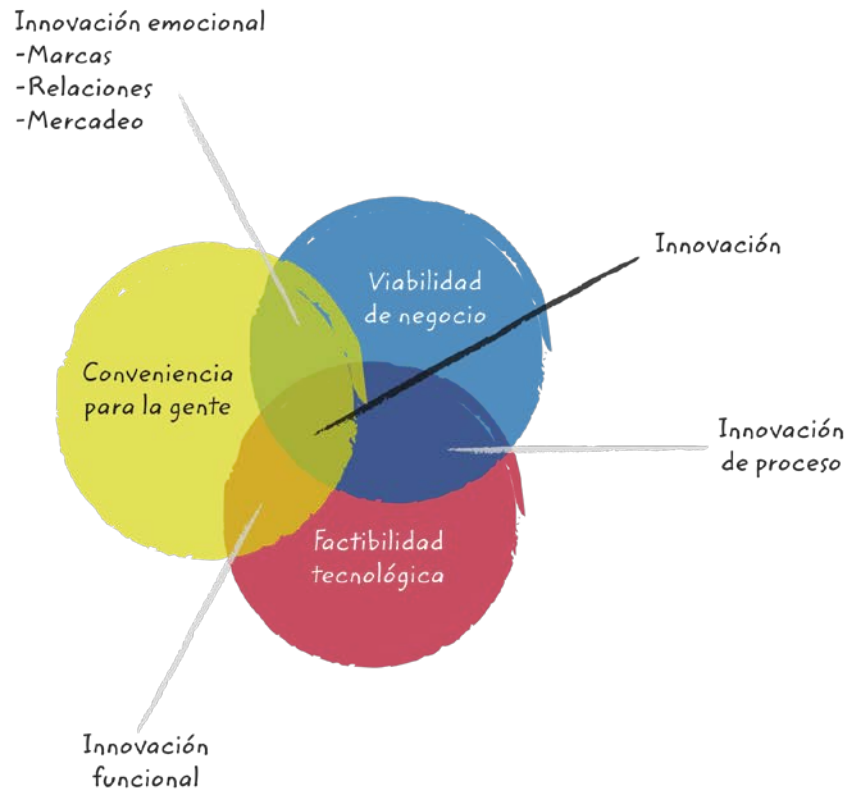 Innovación emocional
-Marcas
-Relaciones
-Mercadeo
Innovación
Viabilidad
de negocio
Conveniencia
para la gente
Innovación
de proceso
Factibilidad
tecnológica
Innovación
funcional